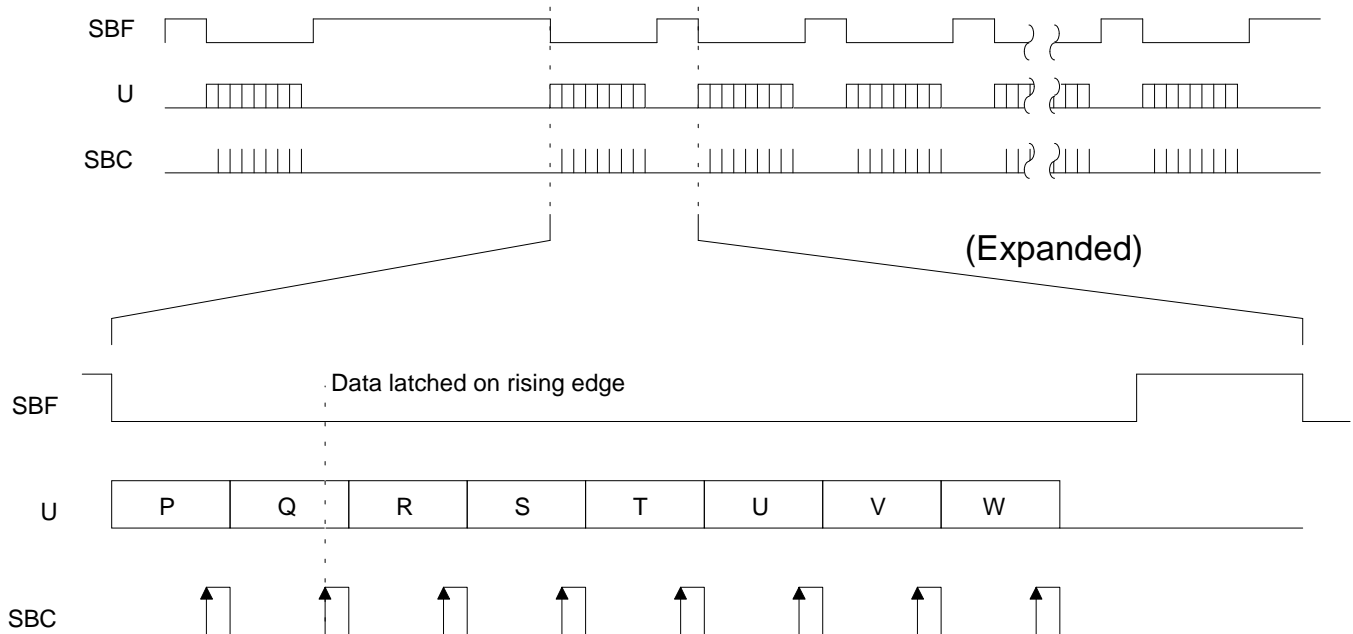 SBF
U
SBC
(Expanded)
Data latched on rising edge
SBF
U P Q R S T U V W
SBC